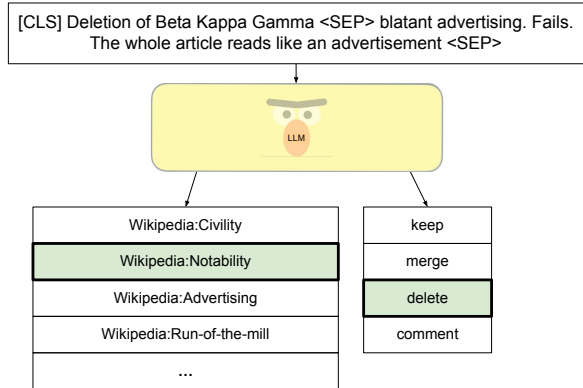 [CLS] Deletion of Beta Kappa Gamma <SEP> blatant advertising. Fails.
The whole article reads like an advertisement <SEP>
LLM
Wikipedia:Civility
Wikipedia:Notability
Wikipedia:Advertising
Wikipedia:Run-of-the-mill
...
keep
merge
delete
comment